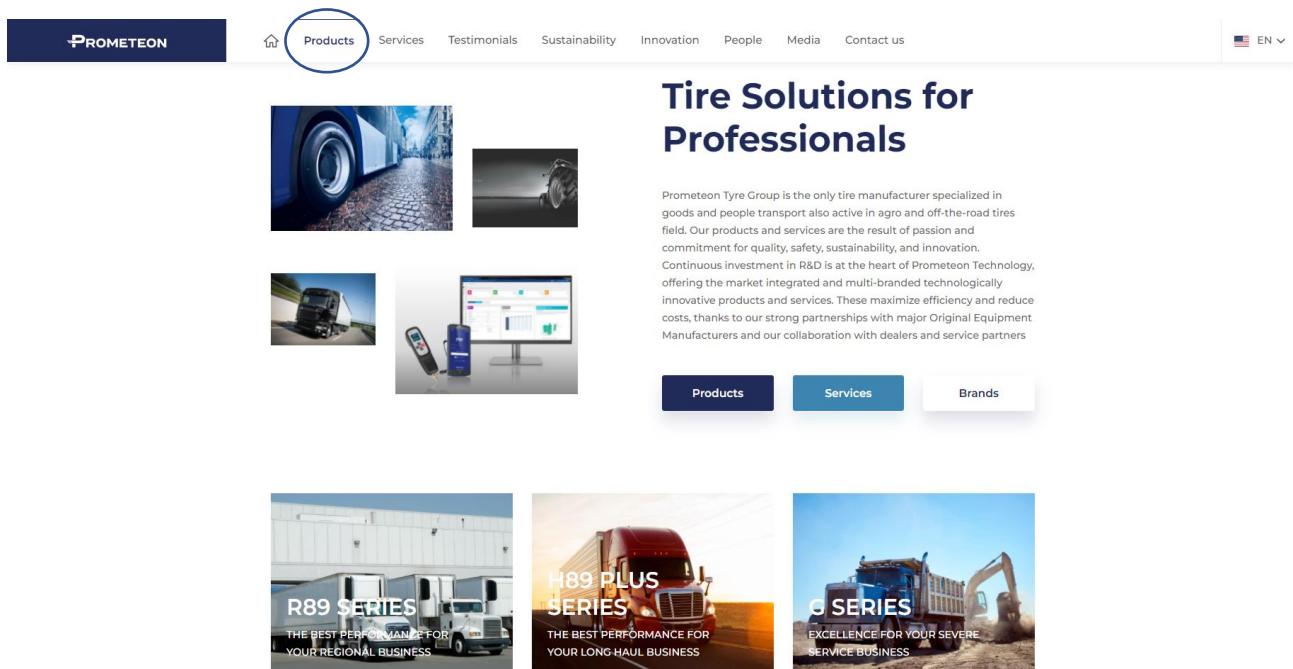 PROMETEON
Products Services Testimonials Sustainability Innovation People Media Contact us
EN
Tire Solutions for
Professionals
Prometeon Tyre Group is the only tire manufacturer specialized in
goods and people transport also active in agro and off-the-road tires
field. Our products and services are the result of passion and
commitment for quality, safety, sustainability, and innovation.
Continuous investment in R&D is at the heart of Prometeon Technology,
offering the market integrated and multi-branded technologically
innovative products and services. These maximize efficiency and reduce
costs, thanks to our strong partnerships with major Original Equipment
Manufacturers and our collaboration with dealers and service partners
Products Services Brands
R89 SERIES
THE BEST PERFORMANCE FOR
YOUR REGIONAL BUSINESS
H89 PLUS
SERIES
THE BEST PERFORMANCE FOR
YOUR LONG HAUL BUSINESS
G SERIES
EXCELLENCE FOR YOUR SEVERE
SERVICE BUSINESS